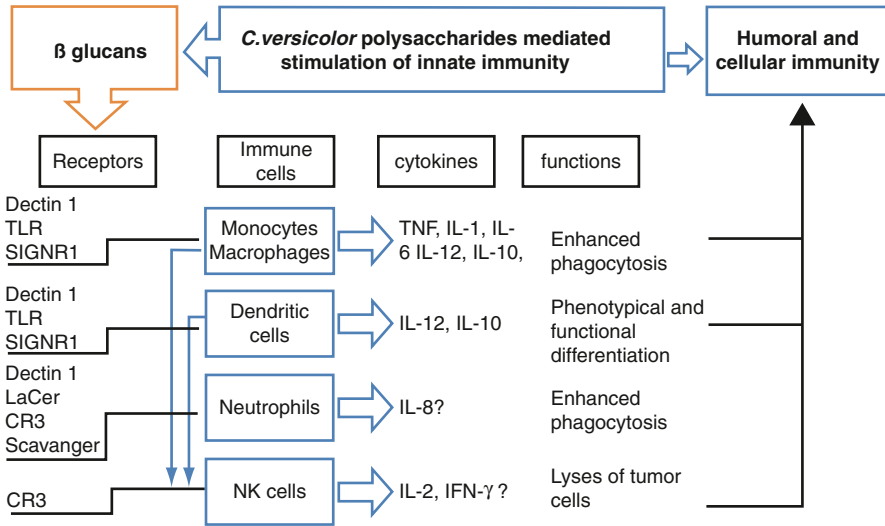 ß glucans
C.versicolor polysaccharides mediated
stimulation of innate immunity
Humoral and
cellular immunity
Receptors
Immune
cells
cytokines
functions
Dectin 1
TLR
SIGNR1
Monocytes
Macrophages
TNF, IL-1, IL-
6 IL-12, IL-10,
Enhanced
phagocytosis
Dectin 1
TLR
SIGNR1
Dendritic
cells
IL-12, IL-10
Phenotypical and
functional
differentiation
Dectin 1
LaCer
CR3
Scavanger
Neutrophils
IL-8?
Enhanced
phagocytosis
CR3
NK cells
IL-2, IFN-γ ?
Lyses of tumor
cells